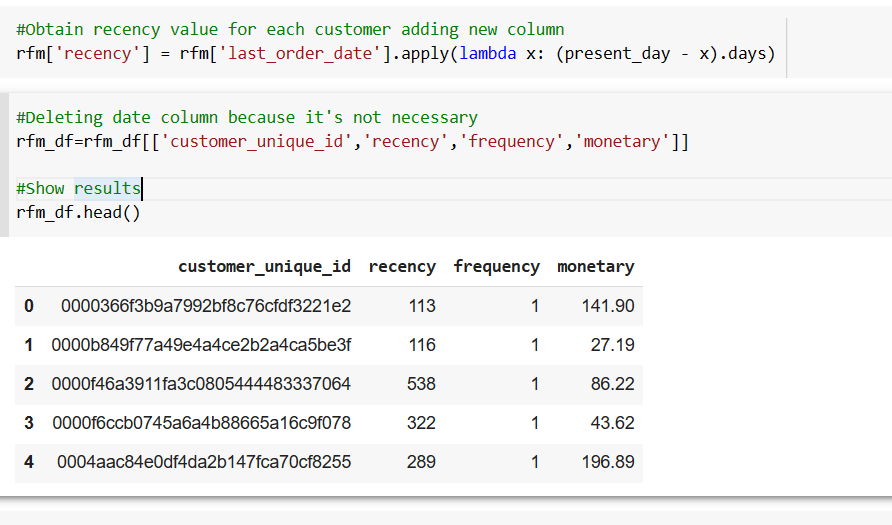 #Obtain recency value for each customer adding new column
rfm['recency'] = rfm['last_order_date'].apply(lambda x: (present_day - x).days)
#Deleting date column because it's not necessary
rfm_df=rfm_df[['customer_unique_id','recency','frequency','monetary']]
#Show results
rfm_df.head()
customer_unique_id recency frequency monetary
0 0000366f3b9a7992bf8c76cfdf3221e2 113 1 141.90
1 0000b849f77a49e4a4ce2b2a4ca5be3f 116 1 27.19
2 0000f46a3911fa3c0805444483337064 538 1 86.22
3 0000f6ccb0745a6a4b88665a16c9f078 322 1 43.62
4 0004aac84e0df4da2b147fca70cf8255 289 1 196.89